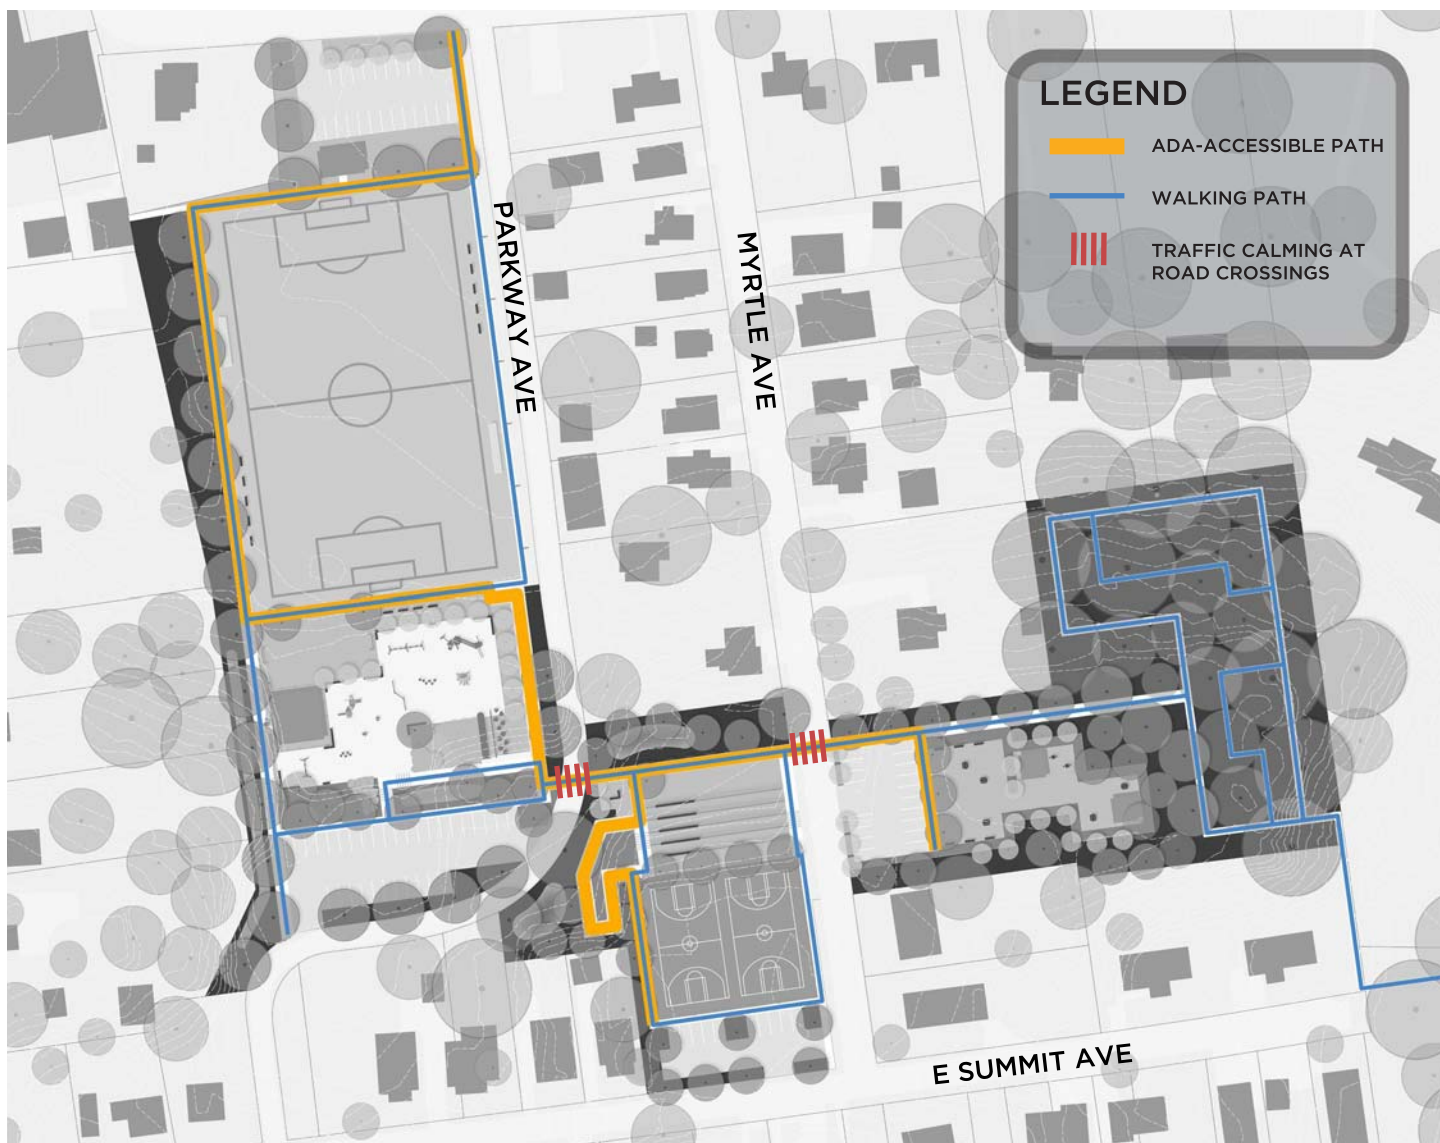 LEGEND
ADA-ACCESSIBLE PATH
WALKING PATH
TRAFFIC CALMING AT
ROAD CROSSINGS
PARKWAY AVE
MYRTLE AVE
E SUMMIT AVE